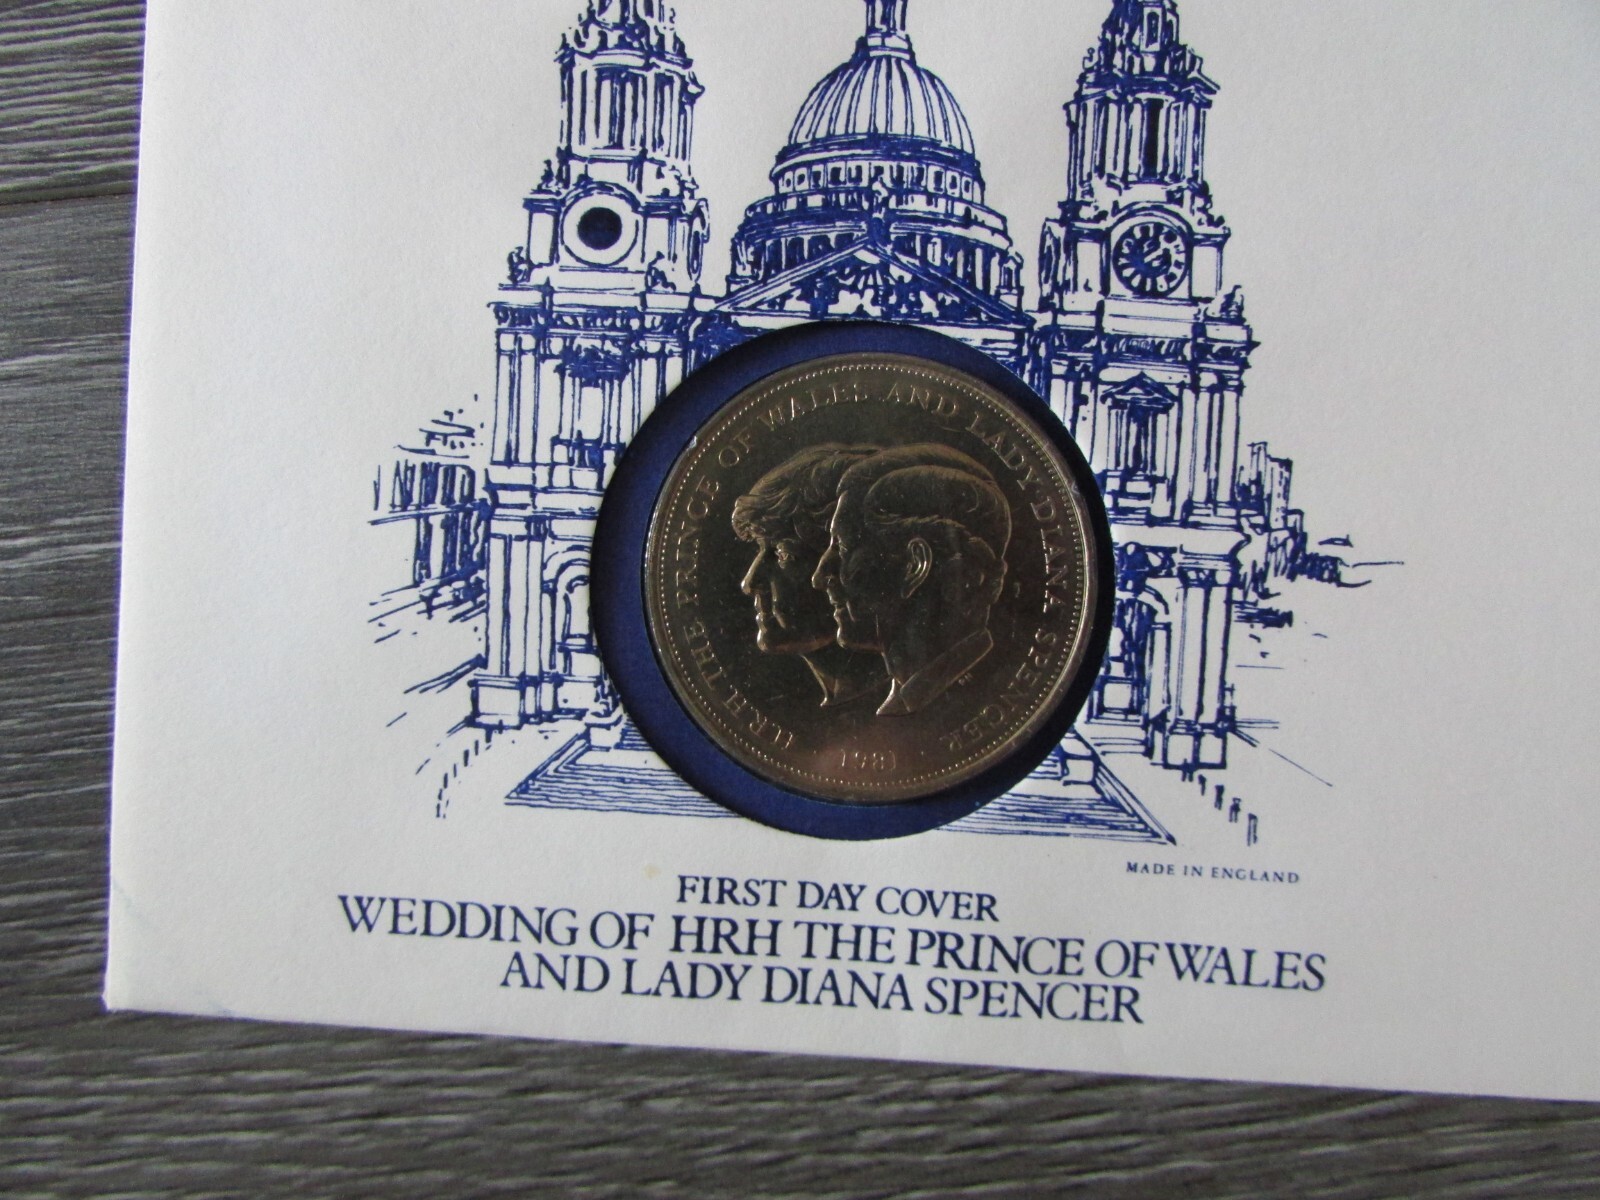 H.R.H. THE PRINCE OF WALES AND LADY DIANA SPENCER
1981
MADE IN ENGLAND
FIRST DAY COVER
WEDDING OF HRH THE PRINCE OF WALES
AND LADY DIANA SPENCER